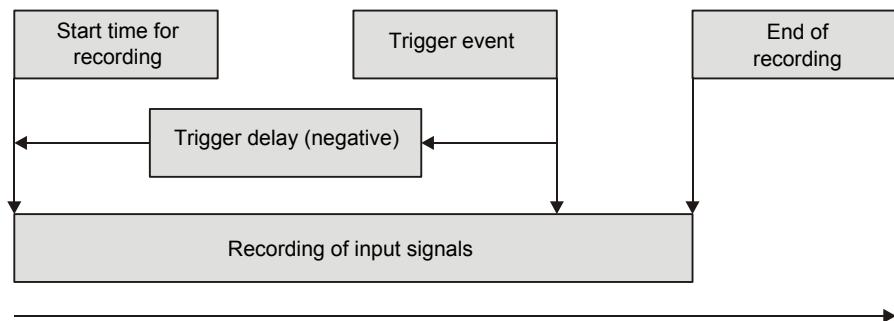 Start time for
recording
Trigger event
End of
recording
Trigger delay (negative)
Recording of input signals